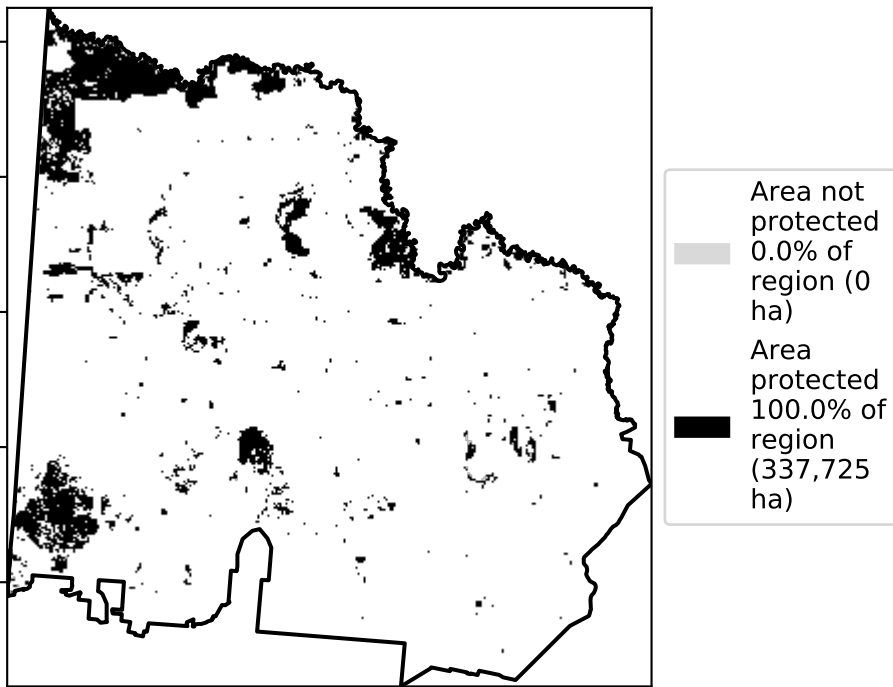 Area not
protected
0.0% of
region (0
ha)
Area
protected
100.0% of
region
(337,725
ha)